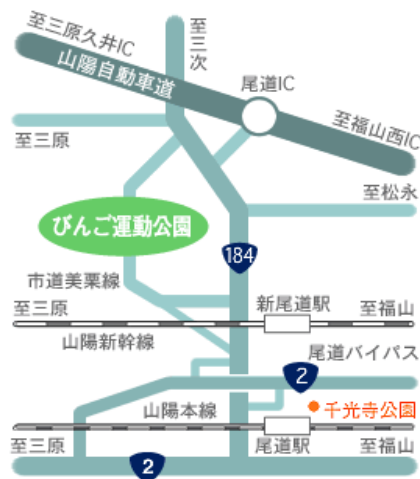 至三原久井IC
至三次
山陽自動車道
尾道IC
至福山西IC
至三原
至松永
びんご運動公園
184
市道美栗線
至三原
新尾道駅
至福山
山陽新幹線
尾道バイパス
2
山陽本線
千光寺公園
至三原
尾道駅
至福山
2